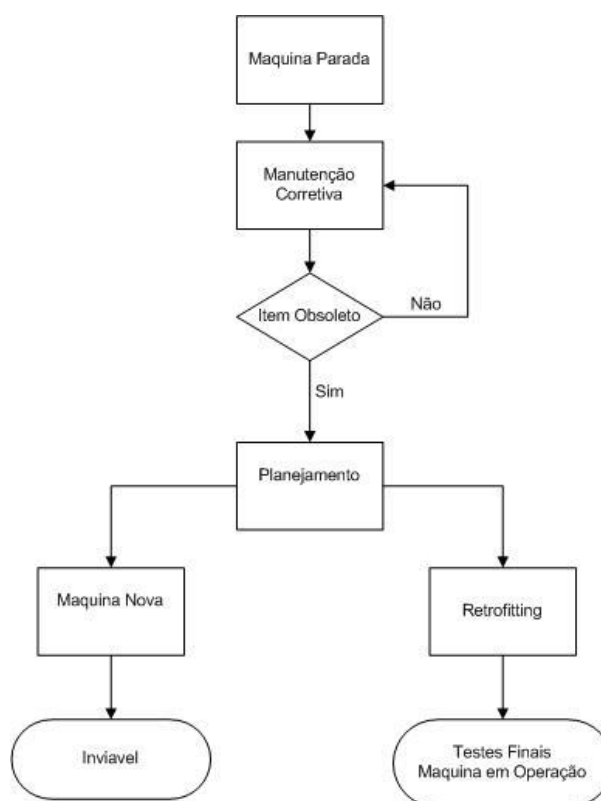 Maquina Parada
Manutenção
Corretiva
Item Obsoleto
Não
Sim
Planejamento
Maquina Nova
Retrofitting
Inviavel
Testes Finais
Maquina em Operação